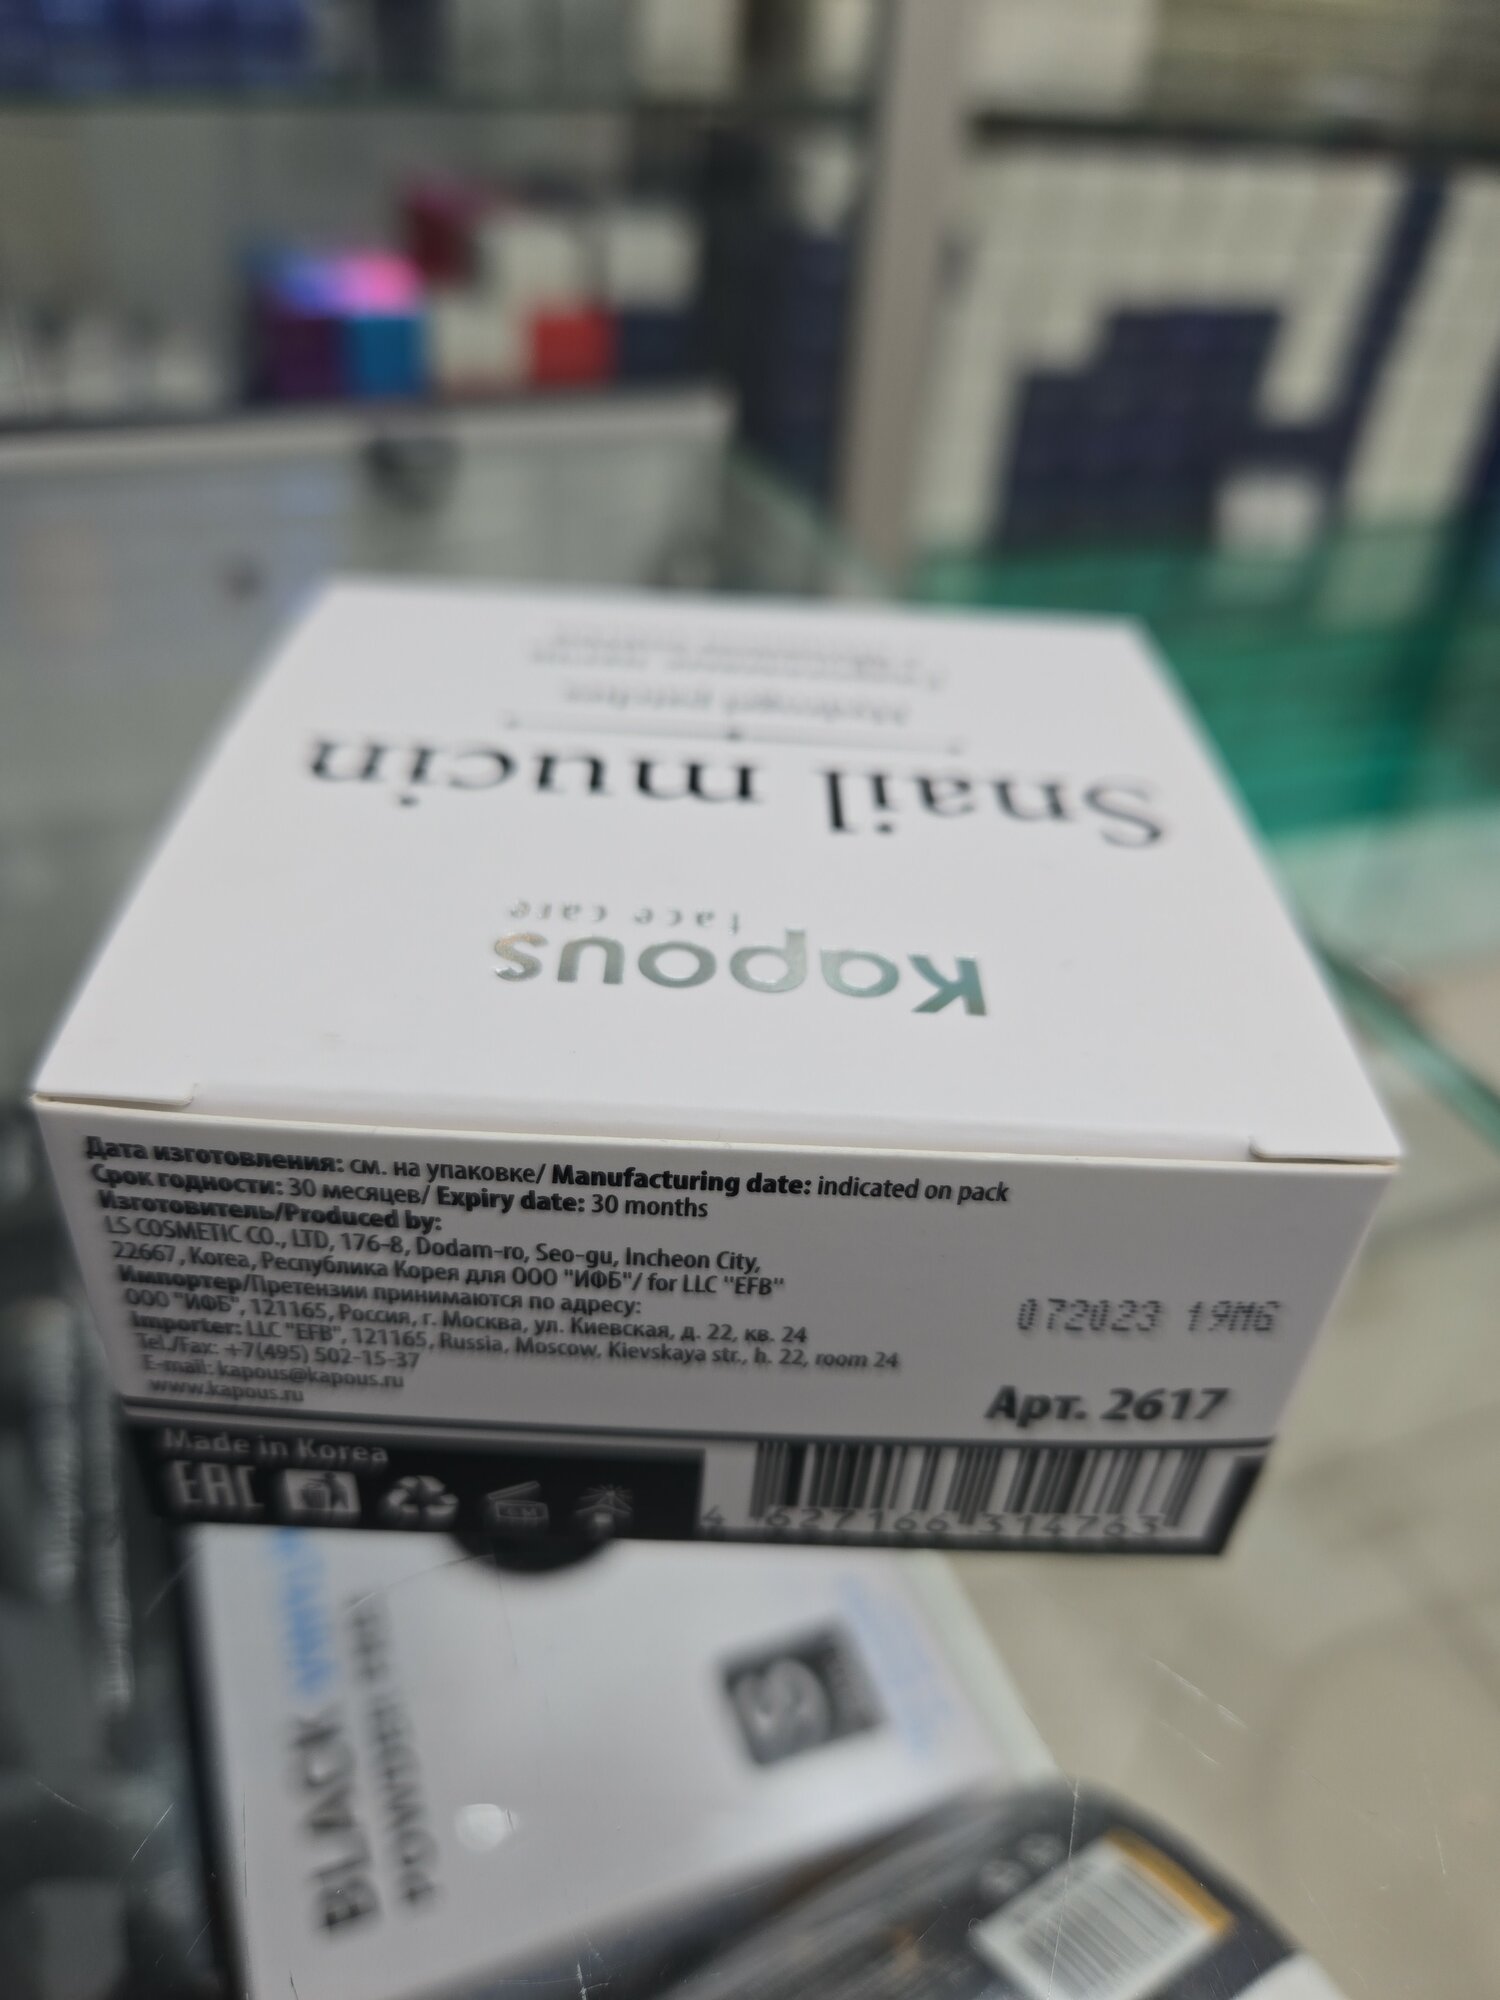 Kapous
face care
Snail mucin
Hydrogel patches
Дата изготовления: см. на упаковке/ Manufacturing date: indicated on pack
Срок годности: 30 месяцев/ Expiry date: 30 months
Изготовитель/Produced by:
LS COSMETIC CO., LTD, 176-8, Dodam-ro, Seo-gu, Incheon City,
22667, Korea, Республика Корея для ООО "ИФБ"/ for LLC "EFB"
Импортер/Претензии принимаются по адресу:
ООО "ИФБ", 121165, Россия, г. Москва, ул. Киевская, д. 22, кв. 24
Importer: LLC "EFB", 121165, Russia, Moscow, Kievskaya str., h. 22, room 24
Tel./Fax: +7(495) 502-15-37
E-mail: kapous@kapous.ru
www.kapous.ru
072023 19M6
Арт. 2617
Made in Korea
EAC
4 627166 314763
BLACK
POWDER